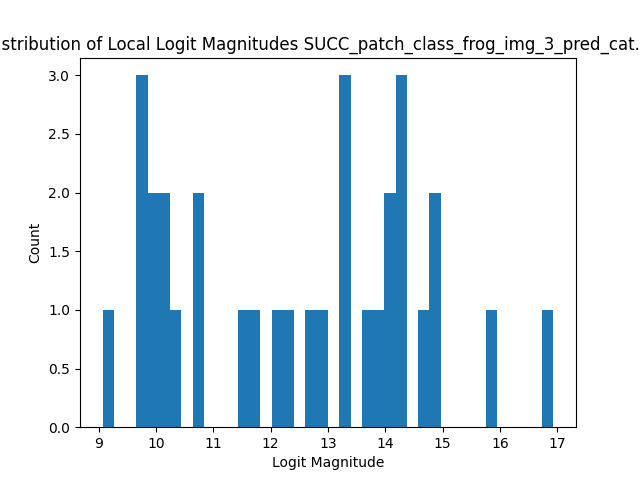 stribution of Local Logit Magnitudes SUCC_patch_class_frog_img_3_pred_cat.
3.0
2.5
2.0
1.5
1.0
0.5
0.0
Count
9 10 11 12 13 14 15 16 17
Logit Magnitude